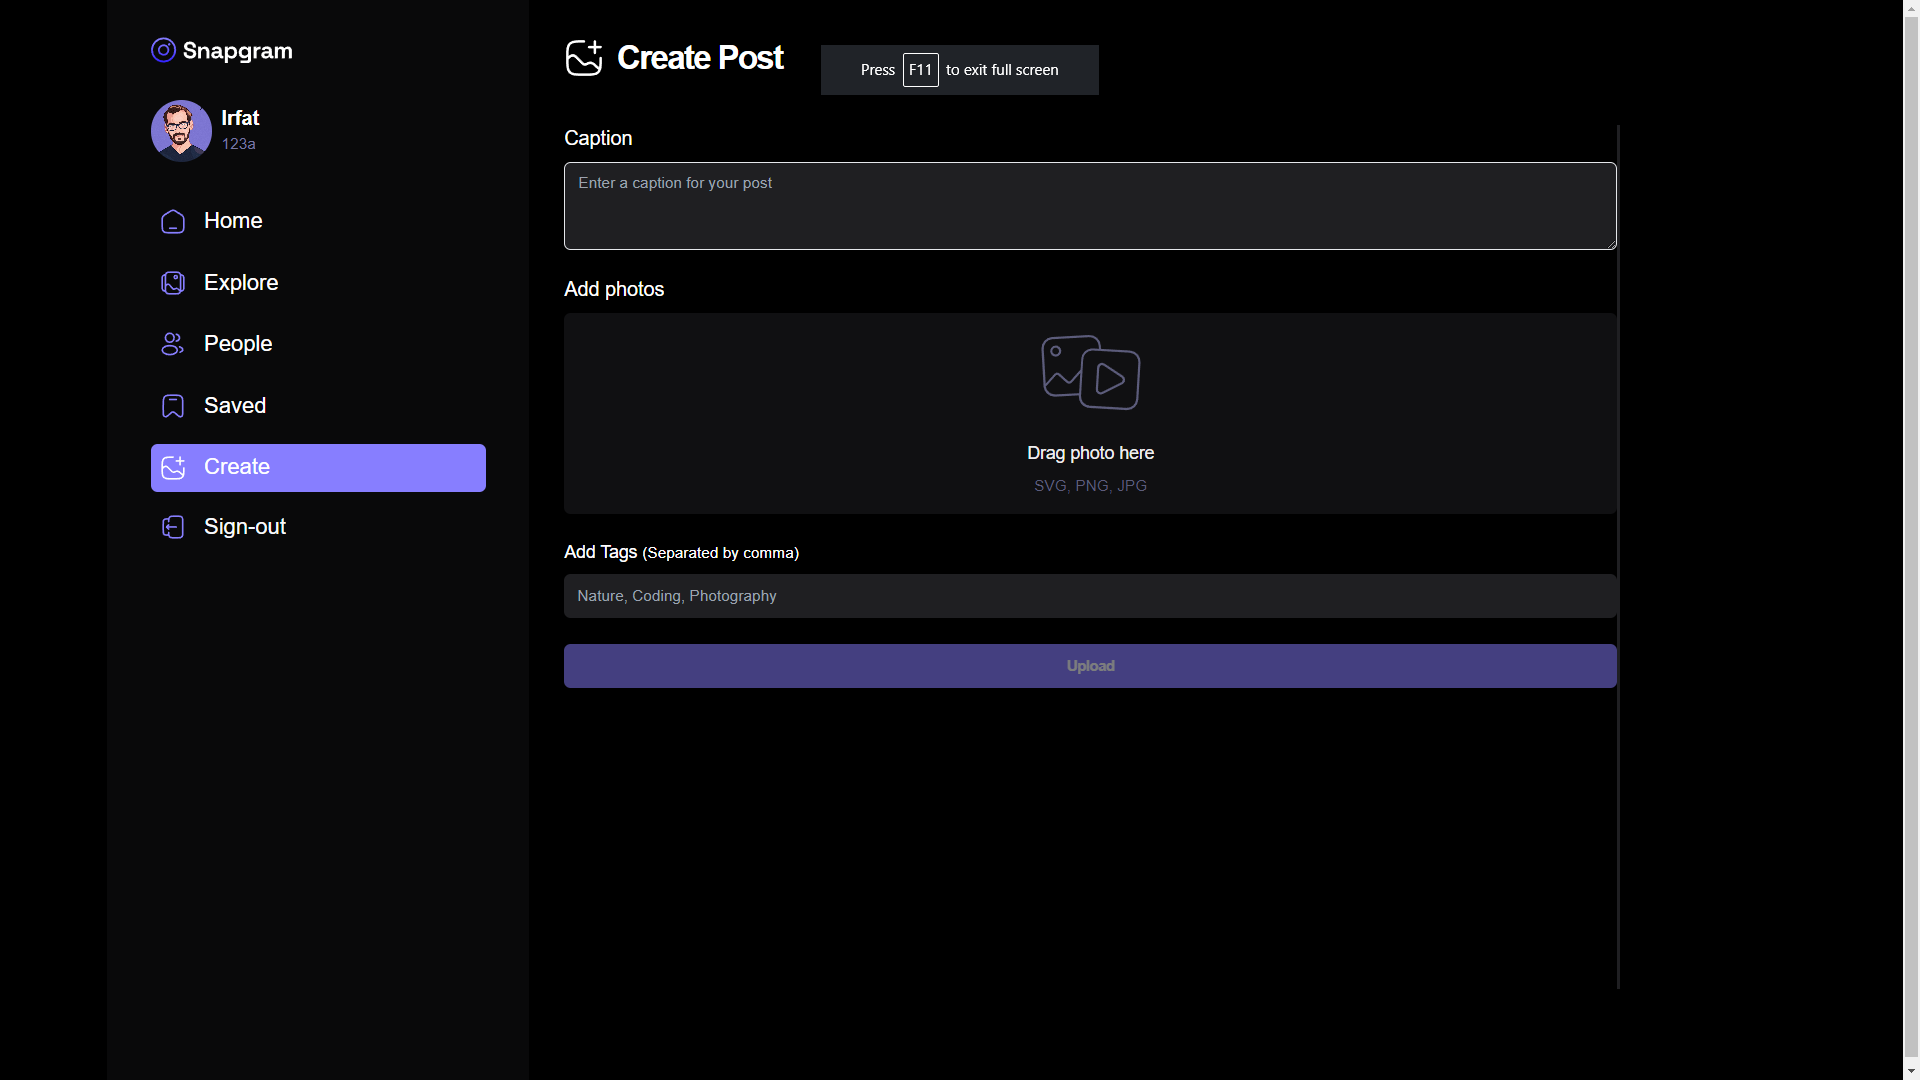 Snapgram
Irfat
123a
Home
Explore
People
Saved
Create
Sign-out
Create Post
Press F11 to exit full screen
Caption
Enter a caption for your post
Add photos
Drag photo here
SVG, PNG, JPG
Add Tags (Separated by comma)
Nature, Coding, Photography
Upload